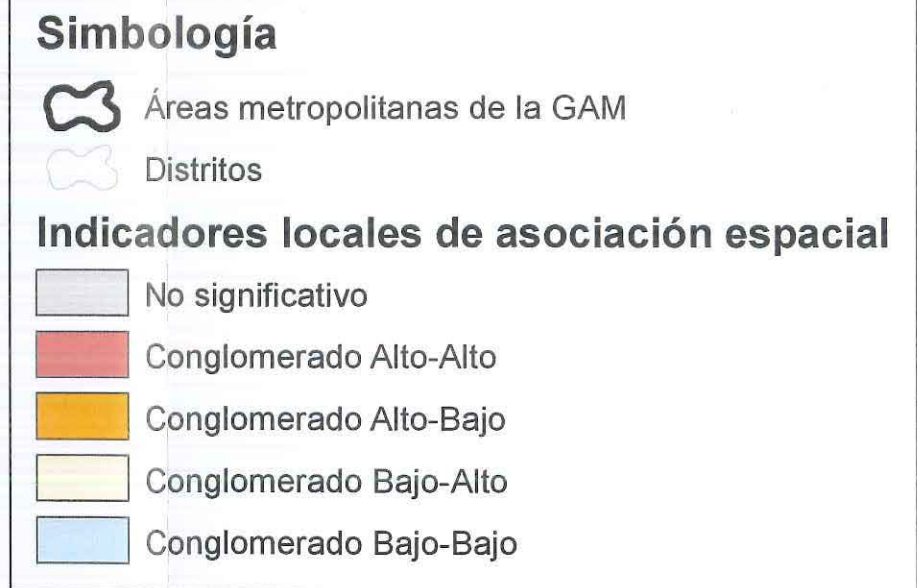 Simbología
Áreas metropolitanas de la GAM
Distritos
Indicadores locales de asociación espacial
No significativo
Conglomerado Alto-Alto
Conglomerado Alto-Bajo
Conglomerado Bajo-Alto
Conglomerado Bajo-Bajo